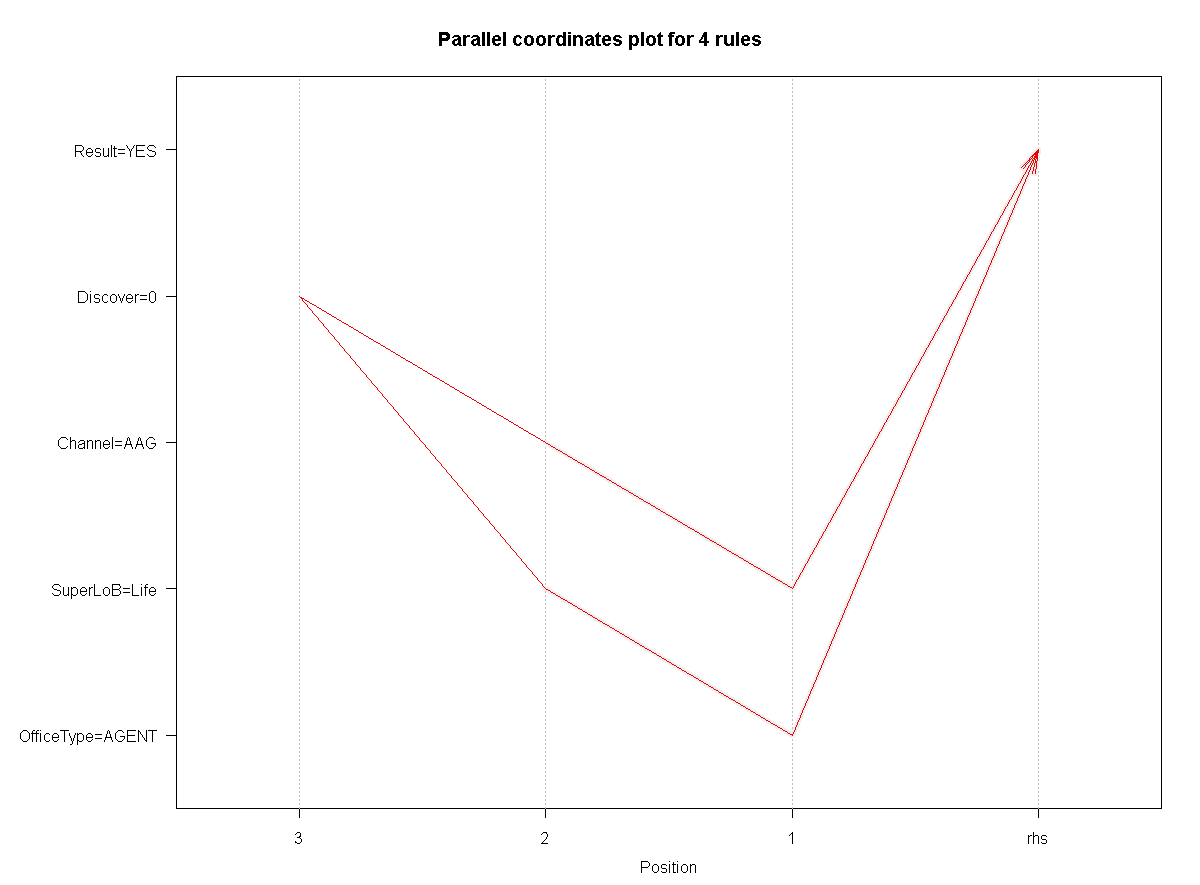 Parallel coordinates plot for 4 rules
Result=YES
Discover=0
Channel=AAG
SuperLoB=Life
OfficeType=AGENT
3 2 1 rhs
Position